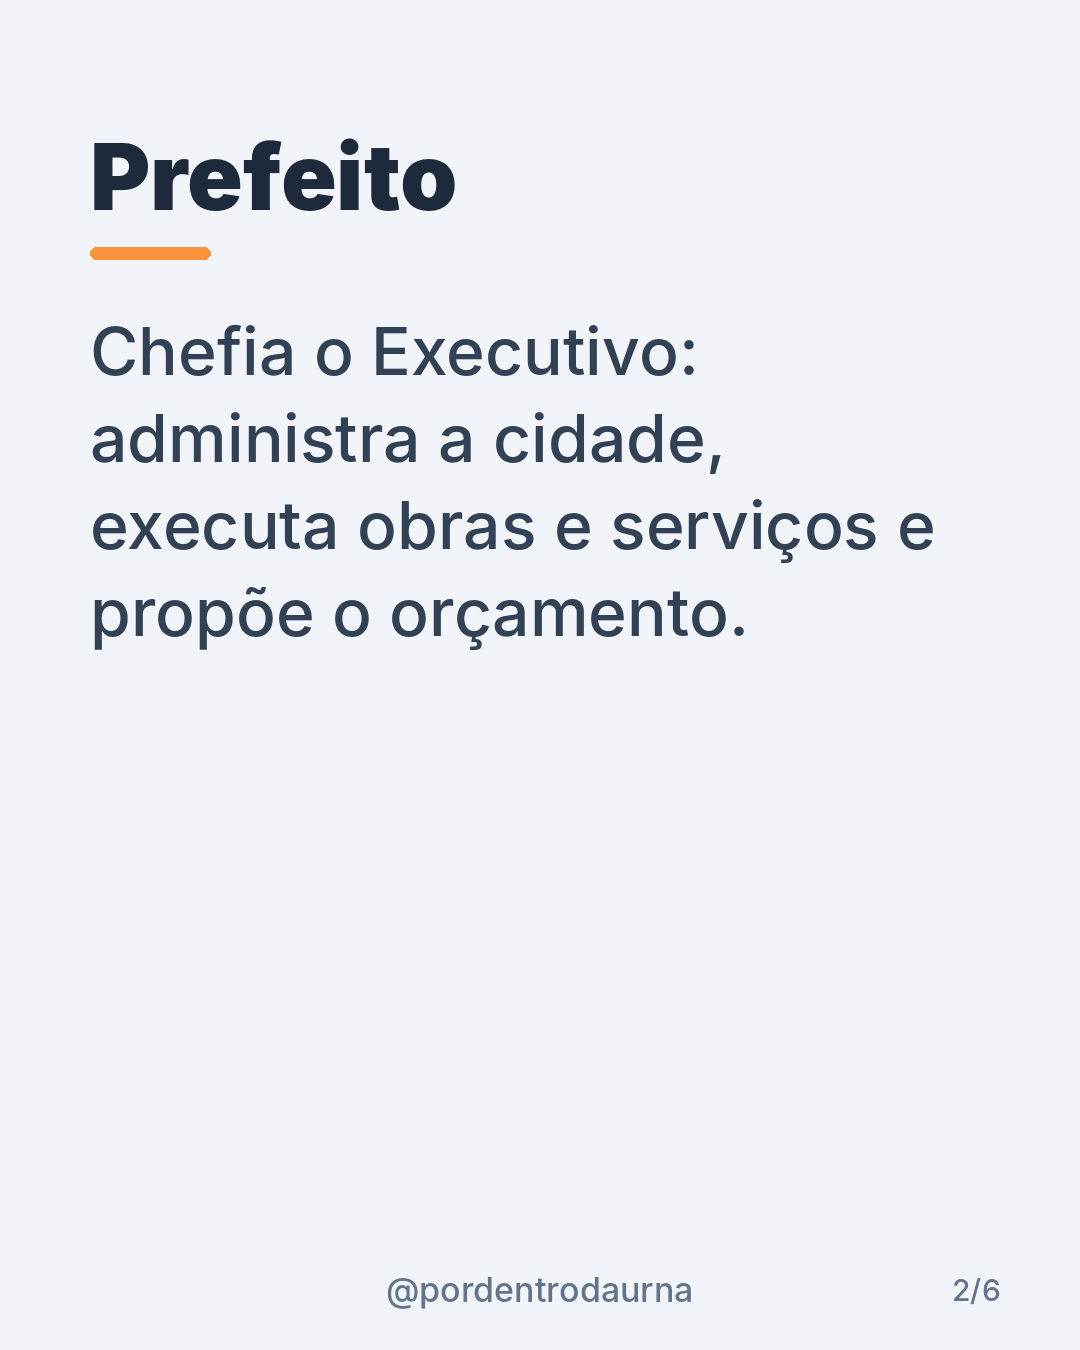 Prefeito
Chefia o Executivo:
administra a cidade,
executa obras e serviços e
propõe o orçamento.
@pordentrodaurna
2/6